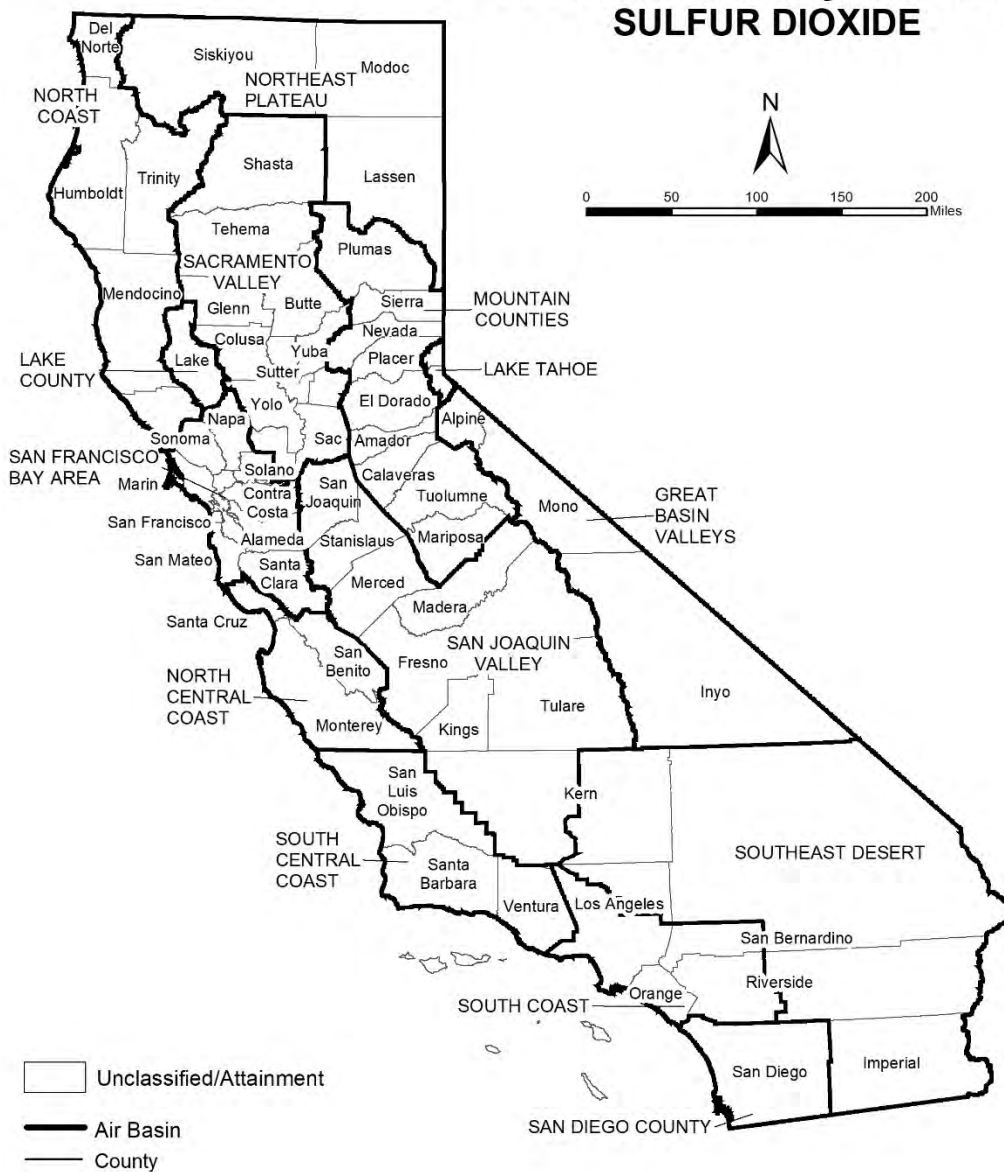 SULFUR DIOXIDE
N
0 50 100 150 200
Miles
Del
Norte
Siskiyou
Modoc
NORTHEAST
PLATEAU
NORTH
COAST
Shasta
Lassen
Trinity
Humboldt
Tehema
Plumas
SACRAMENTO
VALLEY
Mendocino
Glenn
Butte
Sierra
MOUNTAIN
COUNTIES
Nevada
Colusa
Yuba
LAKE
COUNTY
Lake
Placer
LAKE TAHOE
Sutter
El Dorado
Yolo
Napa
Alpine
Sonoma
Sac
Amador
SAN FRANCISCO
BAY AREA
Solano
Calaveras
Marin
Contra
Costa
San
Joaquin
Tuolumne
Mono
GREAT
BASIN
VALLEYS
San Francisco
Alameda
Stanislaus
Mariposa
San Mateo
Santa
Clara
Merced
Madera
Santa Cruz
SAN JOAQUIN
VALLEY
San
Benito
Fresno
NORTH
CENTRAL
COAST
Inyo
Tulare
Monterey
Kings
San
Luis
Obispo
Kern
SOUTH
CENTRAL
COAST
SOUTHEAST DESERT
Santa
Barbara
Ventura
Los Angeles
San Bernardino
Riverside
Orange
SOUTH COAST
Imperial
San Diego
SAN DIEGO COUNTY
Unclassified/Attainment
Air Basin
County